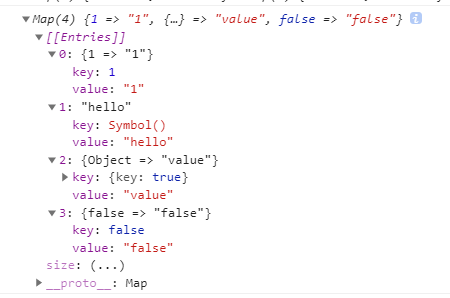 Map(4) {1 => "1", {…} => "value", false => "false"} i
[[Entries]]
0: {1 => "1"}
key: 1
value: "1"
1: "hello"
key: Symbol()
value: "hello"
2: {Object => "value"}
key: {key: true}
value: "value"
3: {false => "false"}
key: false
value: "false"
size: (...)
__proto__: Map